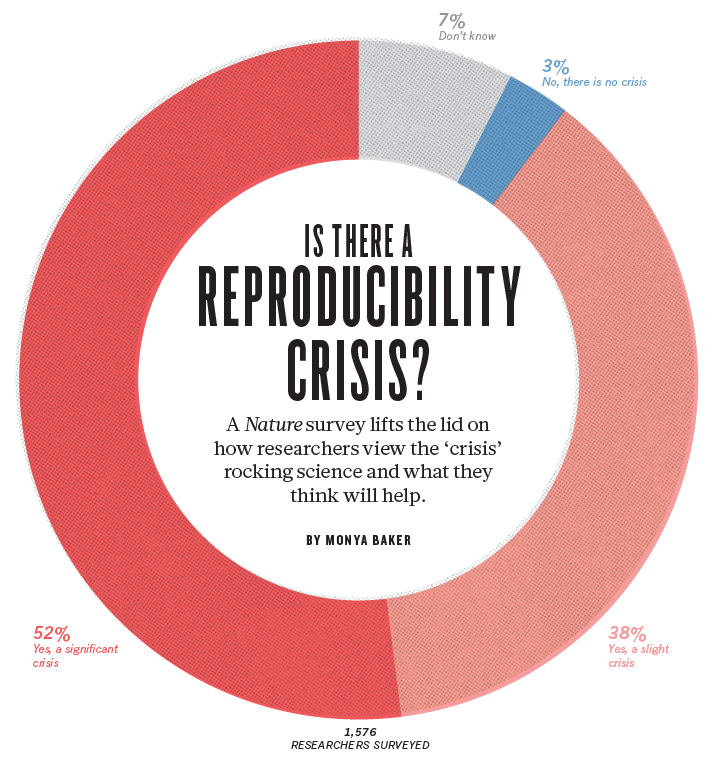 7%
Don't know
3%
No, there is no crisis
IS THERE A
REPRODUCIBILITY
CRISIS?
A Nature survey lifts the lid on
how researchers view the ‘crisis’
rocking science and what they
think will help.
BY MONYA BAKER
52%
Yes, a significant
crisis
38%
Yes, a slight
crisis
1,576
RESEARCHERS SURVEYED